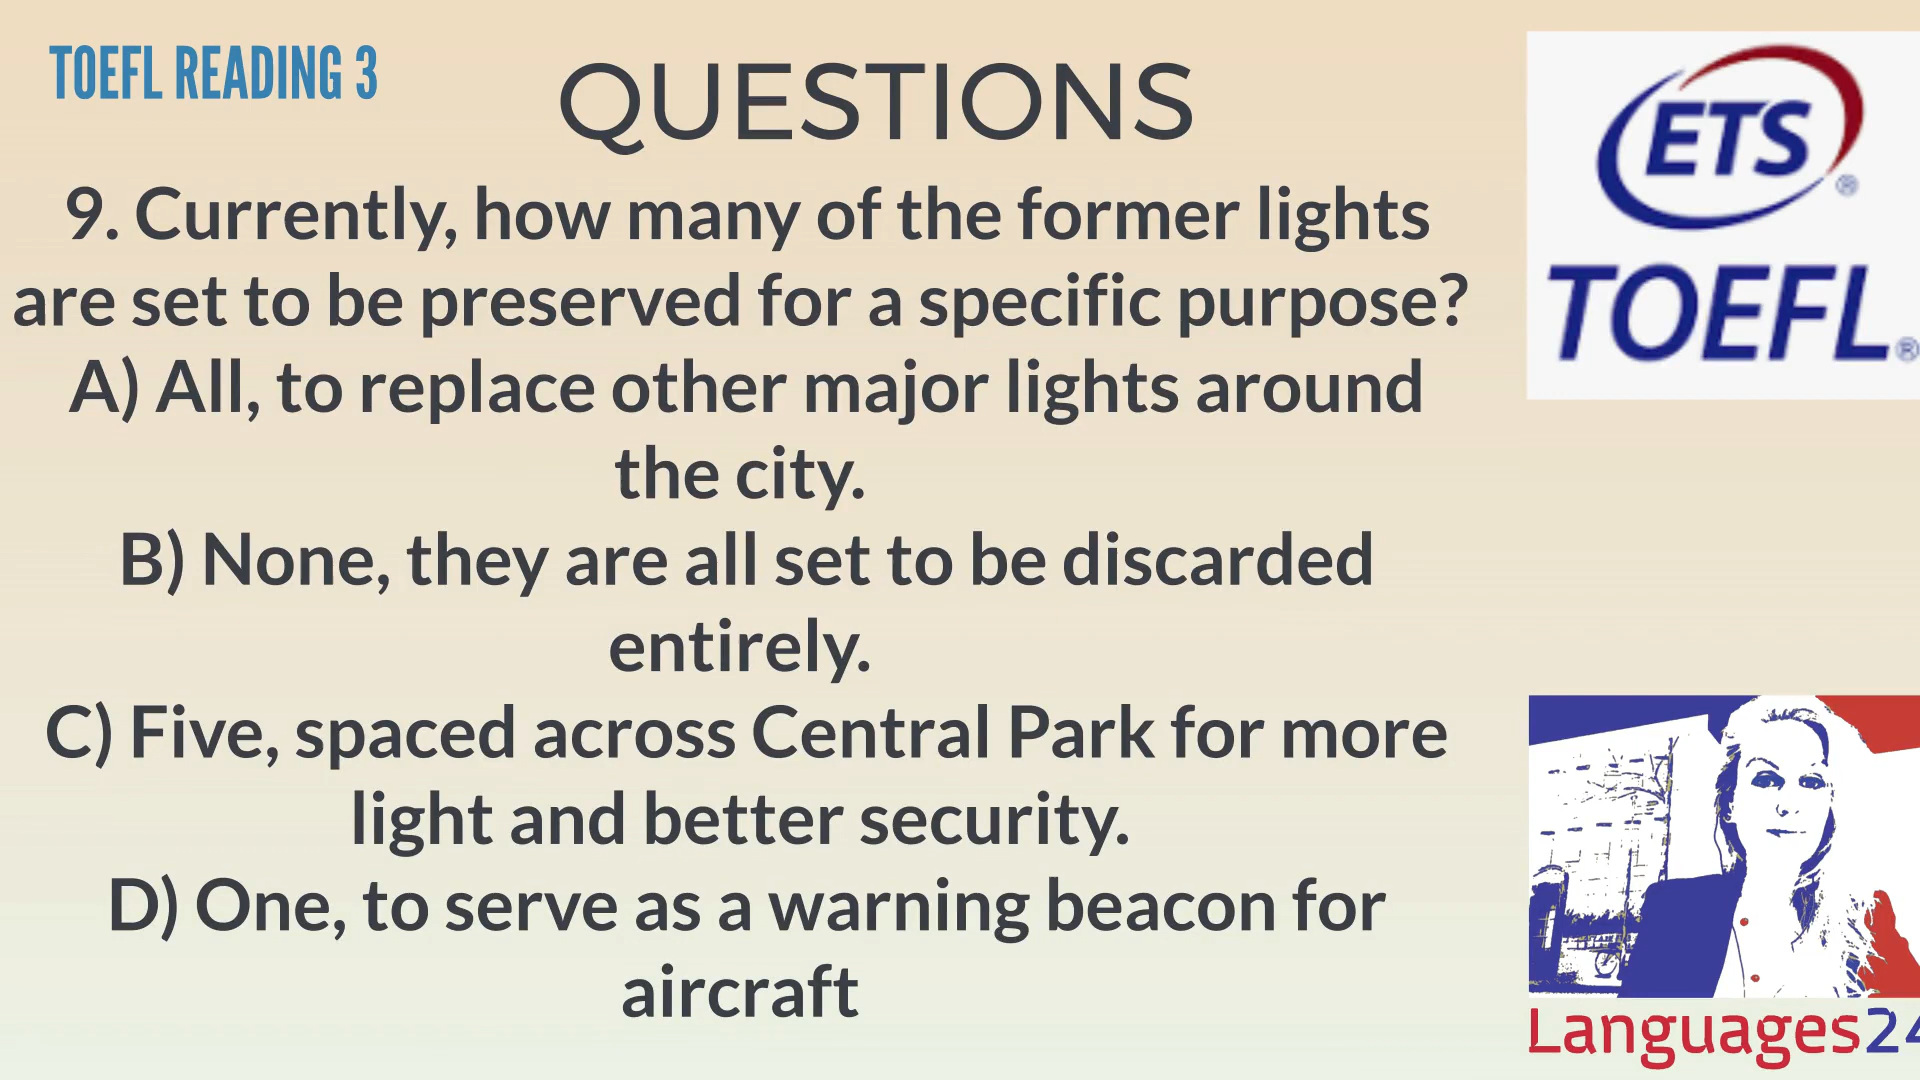 TOEFL READING 3
QUESTIONS
9. Currently, how many of the former lights
are set to be preserved for a specific purpose?
A) All, to replace other major lights around
the city.
B) None, they are all set to be discarded
entirely.
C) Five, spaced across Central Park for more
light and better security.
D) One, to serve as a warning beacon for
aircraft
ETS®
TOEFL®
Languages24